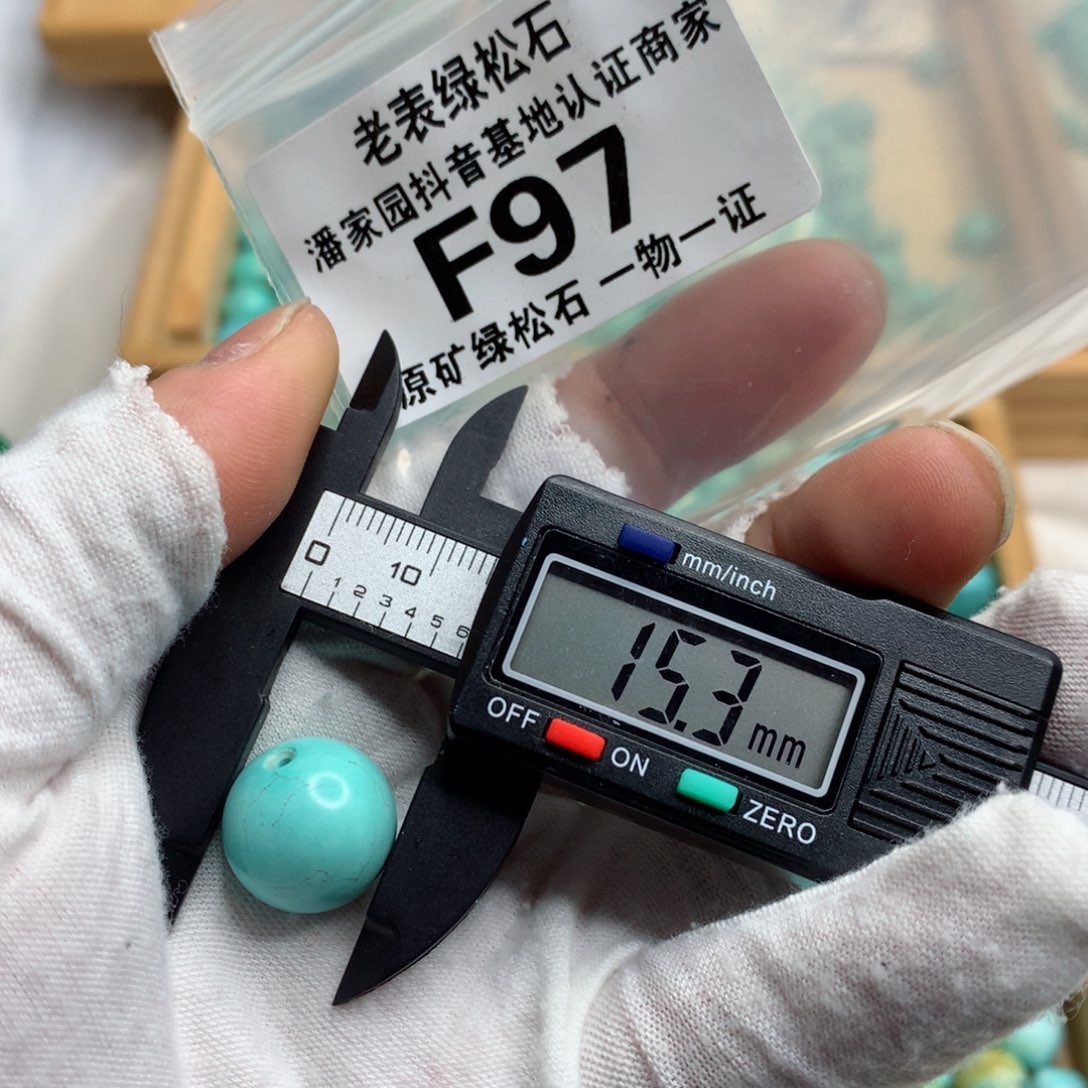 老表绿松石
潘家园抖音基地认证商家
F97
原矿绿松石 一物一证
mm/inch
0 10
1 2 3 4 5 6
15.3 mm
OFF ON
ZERO